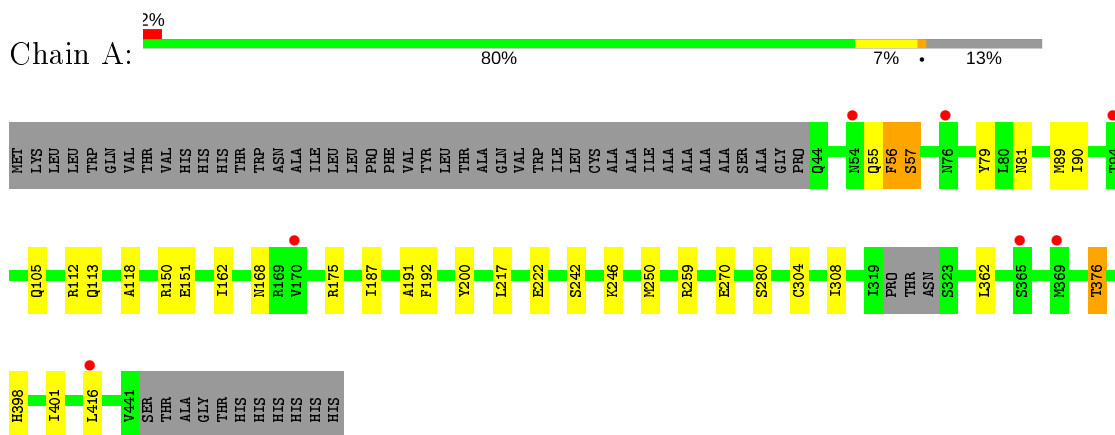 2%
Chain A:
80% 7% • 13%
MET LYS LEU LEU TRP GLN VAL THR VAL HIS HIS HIS THR TRP ASN ALA ILE LEU LEU PRO PHE VAL TYR LEU THR ALA GLN VAL TRP ILE LEU CYS ALA ALA ILE ALA ALA ALA ALA SER ALA GLY PRO Q44 N54 Q55 F56 S57 N76 Y79 L80 N81 M89 I90 T94
Q105 R112 Q113 A118 R150 E151 I162 N168 R169 V170 R175 I187 A191 F192 Y200 L217 E222 S242 K246 M250 R259 E270 S280 C304 I308 I319 PRO THR ASN S323 L362 S365 M369 T376
H398 I401 L416 V441 SER THR ALA GLY THR HIS HIS HIS HIS HIS HIS